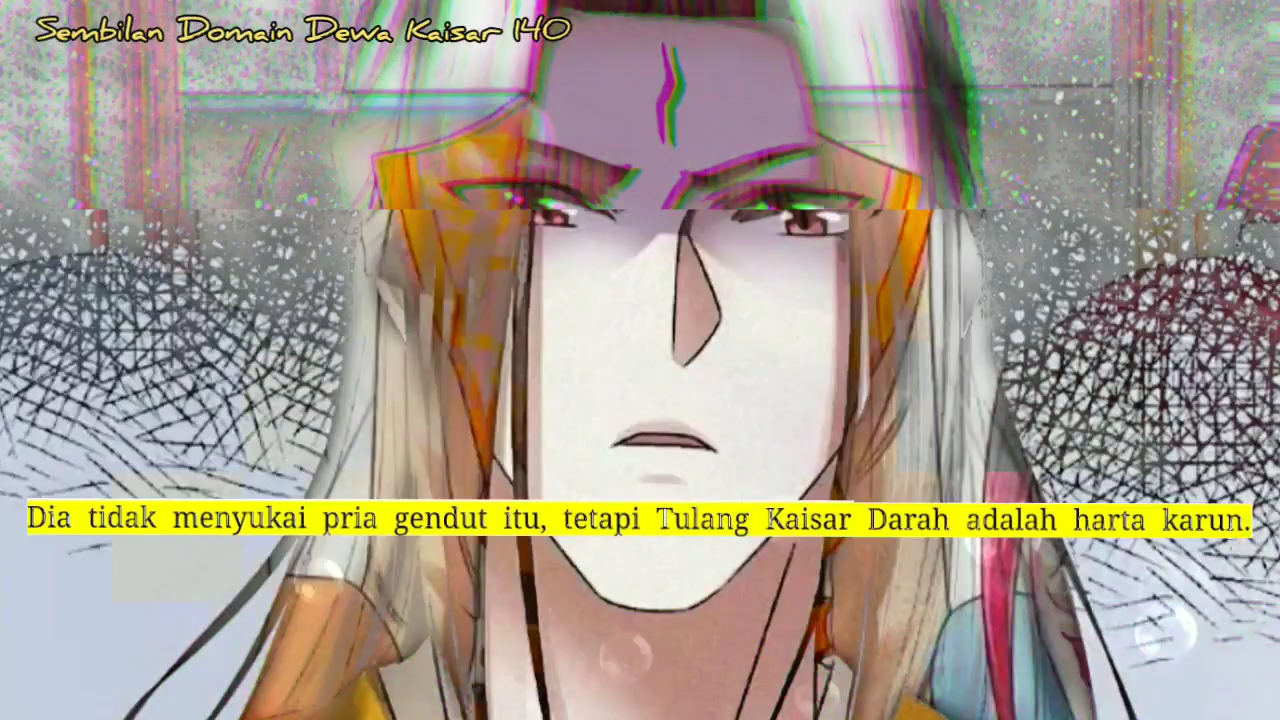 Sembilan Domain Dewa Kaisar 140
Dia tidak menyukai pria gendut itu, tetapi Tulang Kaisar Darah adalah harta karun.